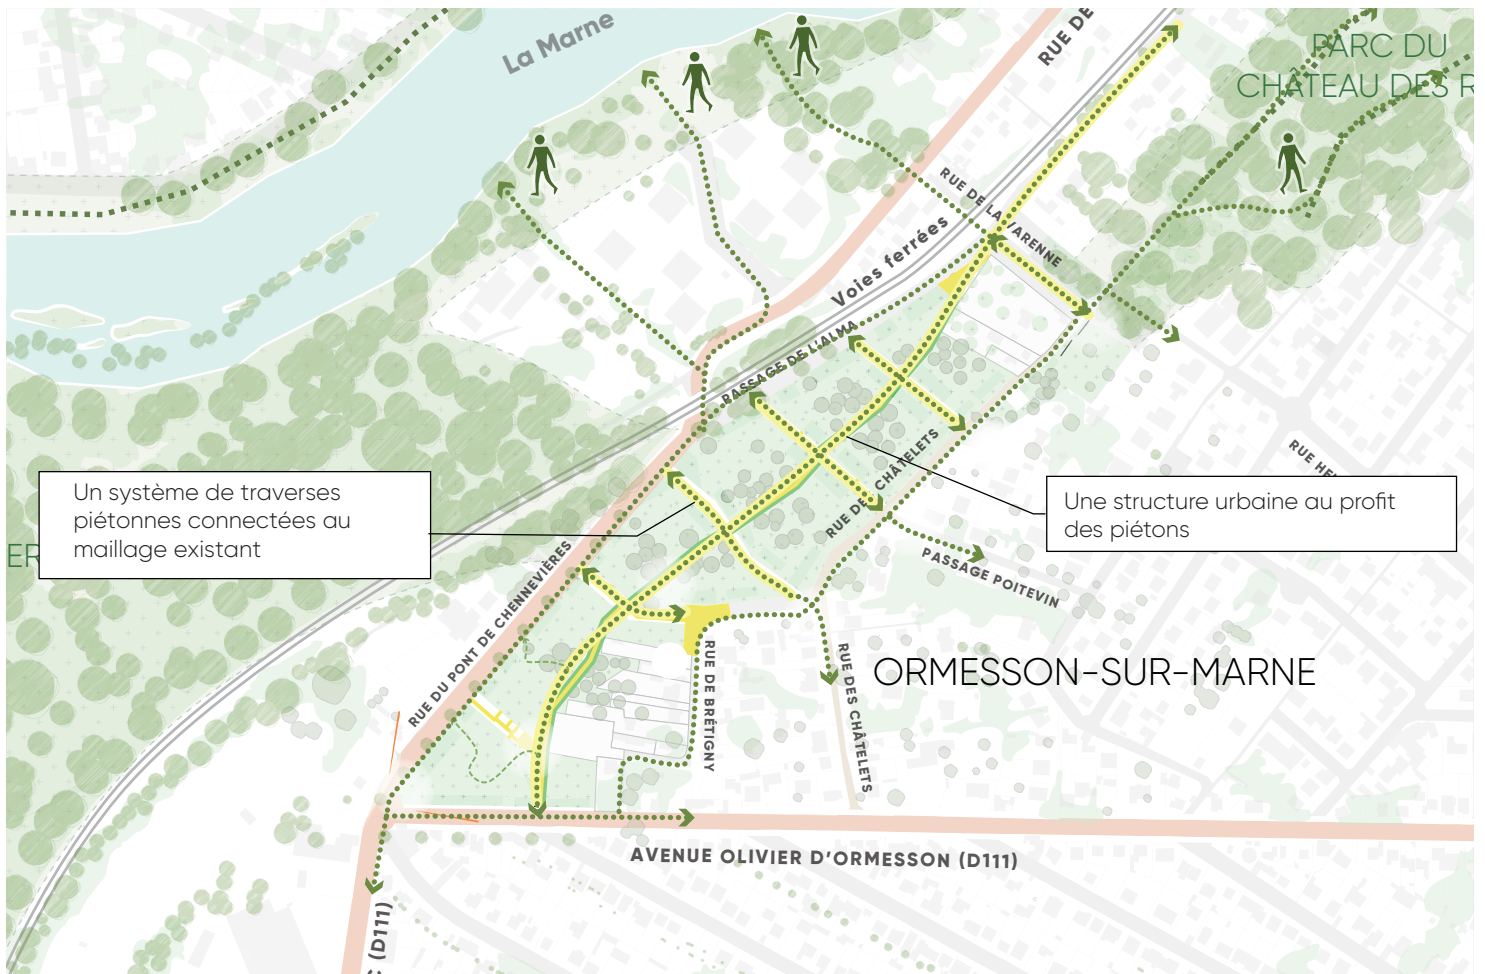 La Marne
RUE DE
PARC DU
CHÂTEAU DES R
RUE DE LA VARENNE
Voies ferrées
PASSAGE DE L'ALMA
RUE DES CHÂTELETS
RUE HE
Un système de traverses
piétonnes connectées au
maillage existant
Une structure urbaine au profit
des piétons
ER
PASSAGE POITEVIN
RUE DU PONT DE CHENNEVIÈRES
RUE DE BRÉTIGNY
RUE DES CHÂTELETS
ORMESSON-SUR-MARNE
AVENUE OLIVIER D'ORMESSON (D111)
(D111)